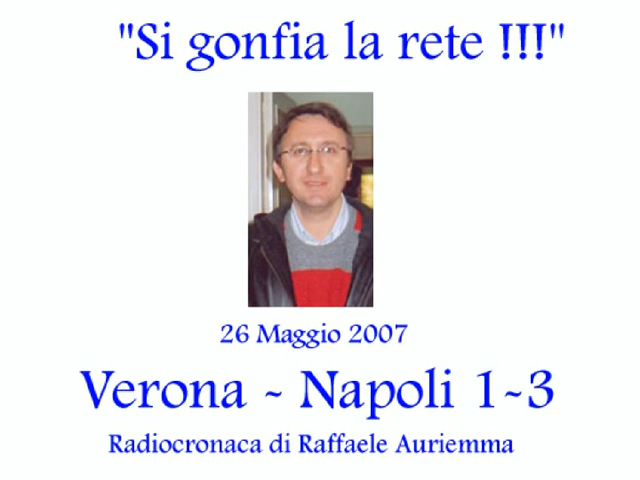 "Si gonfia la rete !!!"
26 Maggio 2007
Verona - Napoli 1-3
Radiocronaca di Raffaele Auriemma